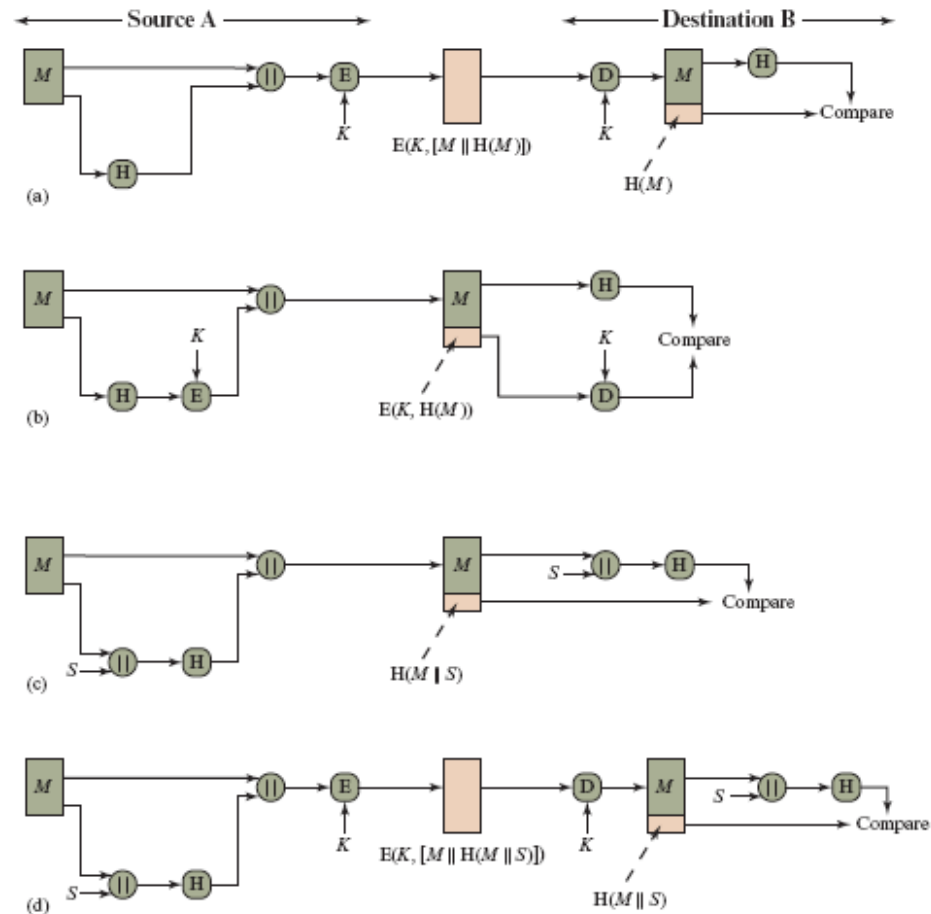 Source A
Destination B
M
||
E
D
M
H
K
K
Compare
E(K, [M || H(M)])
H
H(M)
(a)
M
||
M
H
K
K
Compare
H
E
D
E(K, H(M))
(b)
M
||
M
S
||
H
Compare
S
||
H
H(M || S)
(c)
M
||
E
D
M
S
||
H
K
K
Compare
E(K, [M || H(M || S)])
S
||
H
H(M || S)
(d)